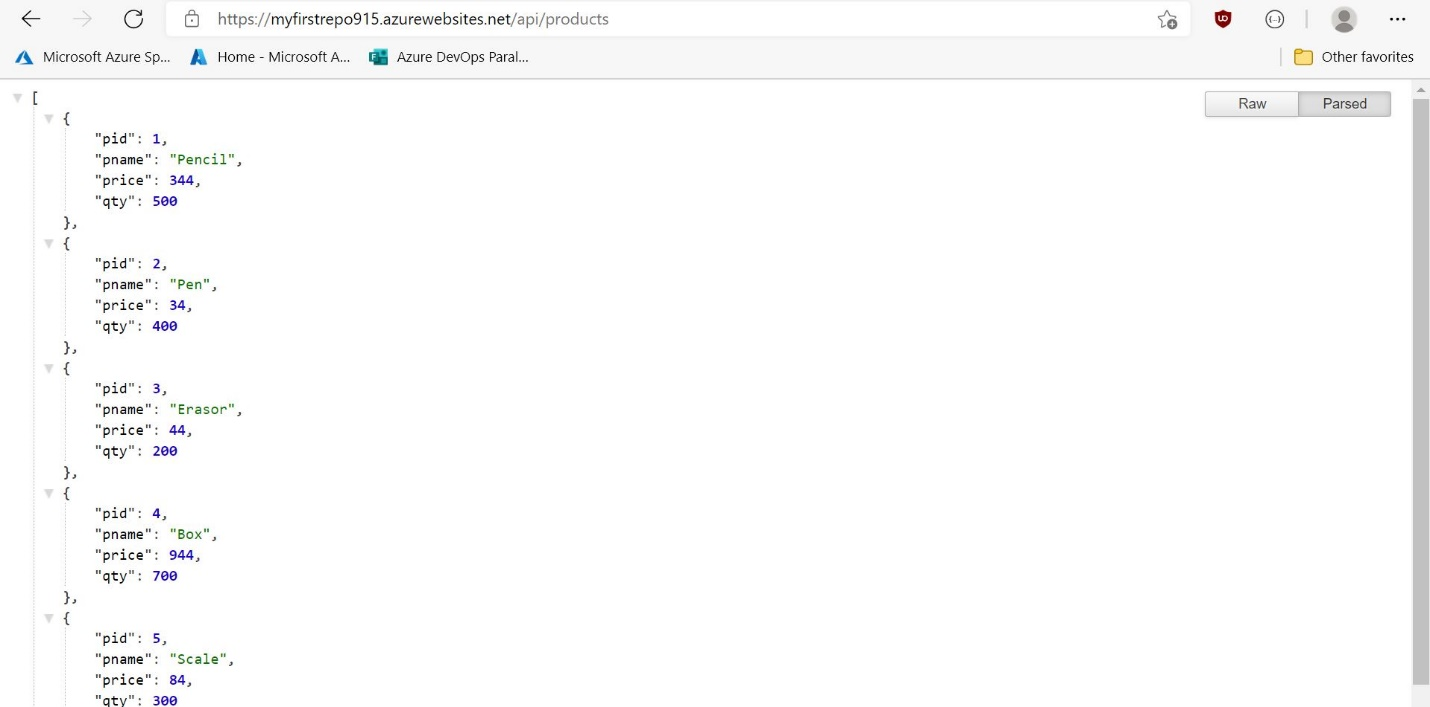 https://myfirstrepo915.azurewebsites.net/api/products
Microsoft Azure Sp... Home - Microsoft A... Azure DevOps Paral... Other favorites
Raw Parsed
[
{
"pid": 1,
"pname": "Pencil",
"price": 344,
"qty": 500
},
{
"pid": 2,
"pname": "Pen",
"price": 34,
"qty": 400
},
{
"pid": 3,
"pname": "Erasor",
"price": 44,
"qty": 200
},
{
"pid": 4,
"pname": "Box",
"price": 944,
"qty": 700
},
{
"pid": 5,
"pname": "Scale",
"price": 84,
"qty": 300